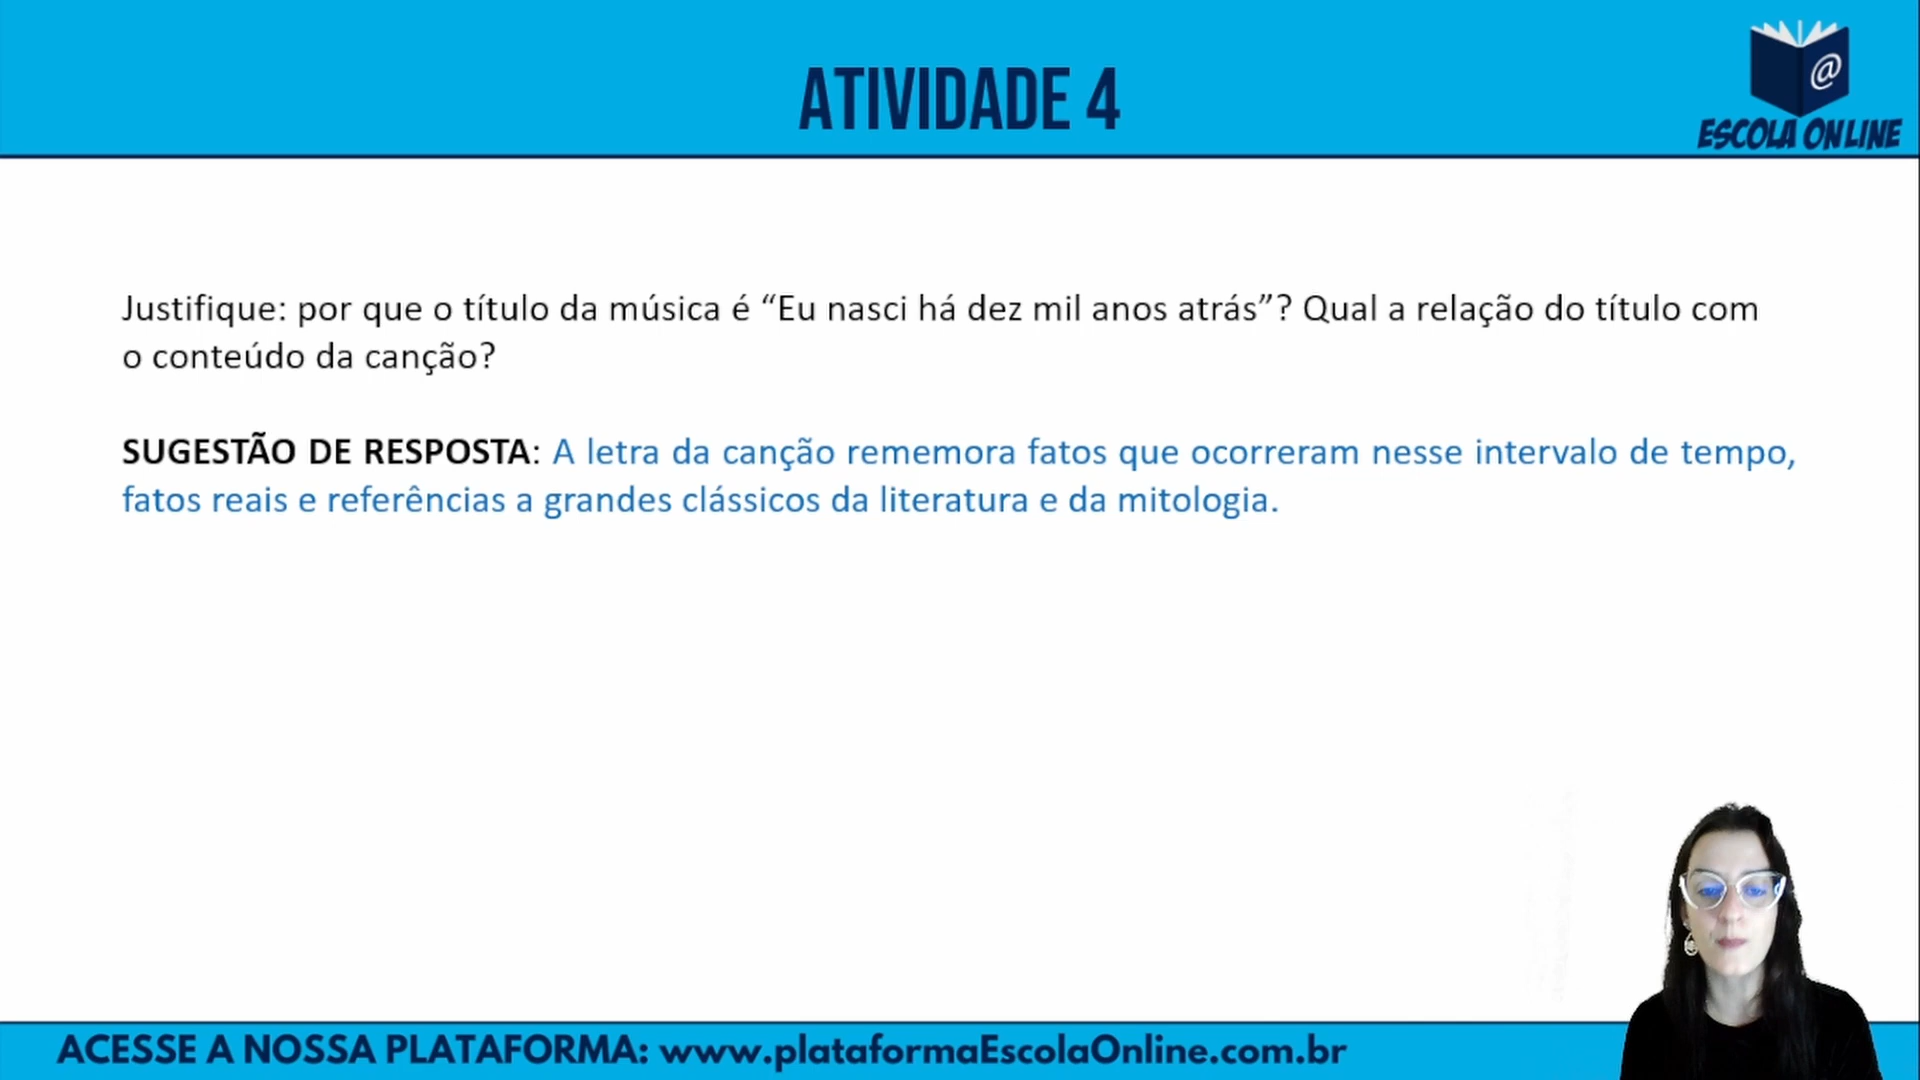 ATIVIDADE 4
@
ESCOLA ONLINE
Justifique: por que o título da música é “Eu nasci há dez mil anos atrás”? Qual a relação do título com
o conteúdo da canção?
SUGESTÃO DE RESPOSTA: A letra da canção rememora fatos que ocorreram nesse intervalo de tempo,
fatos reais e referências a grandes clássicos da literatura e da mitologia.
ACESSE A NOSSA PLATAFORMA: www.plataformaEscolaOnline.com.br